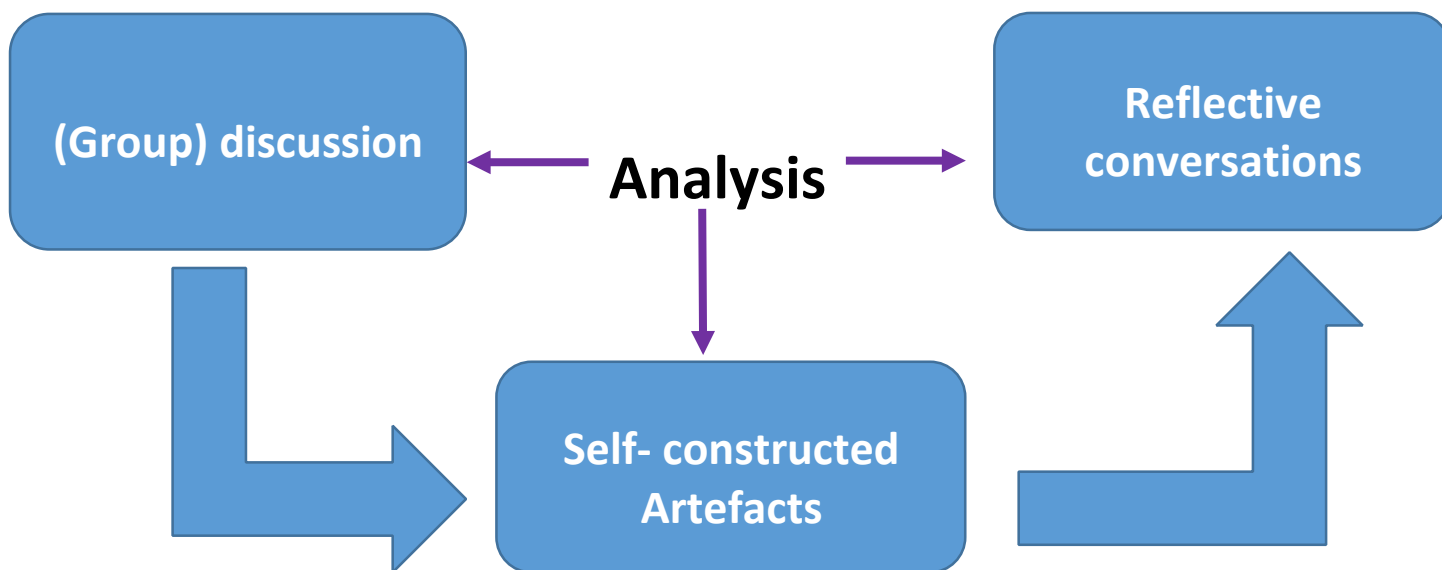 (Group) discussion
Analysis
Reflective
conversations
Self- constructed
Artefacts